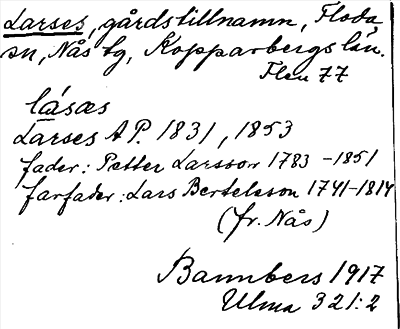 Larses, gårdstillnamn, Floda
sn, Nås tg, Kopparbergs län.
Flen 77
lásæs
Larses A P. 1831, 1853
fader: Petter Larsson 1783 - 1851
farfader: Lars Bertelsson 1741-1814
(fr. Nås)
Bannbers 1917
Ulma 321:2